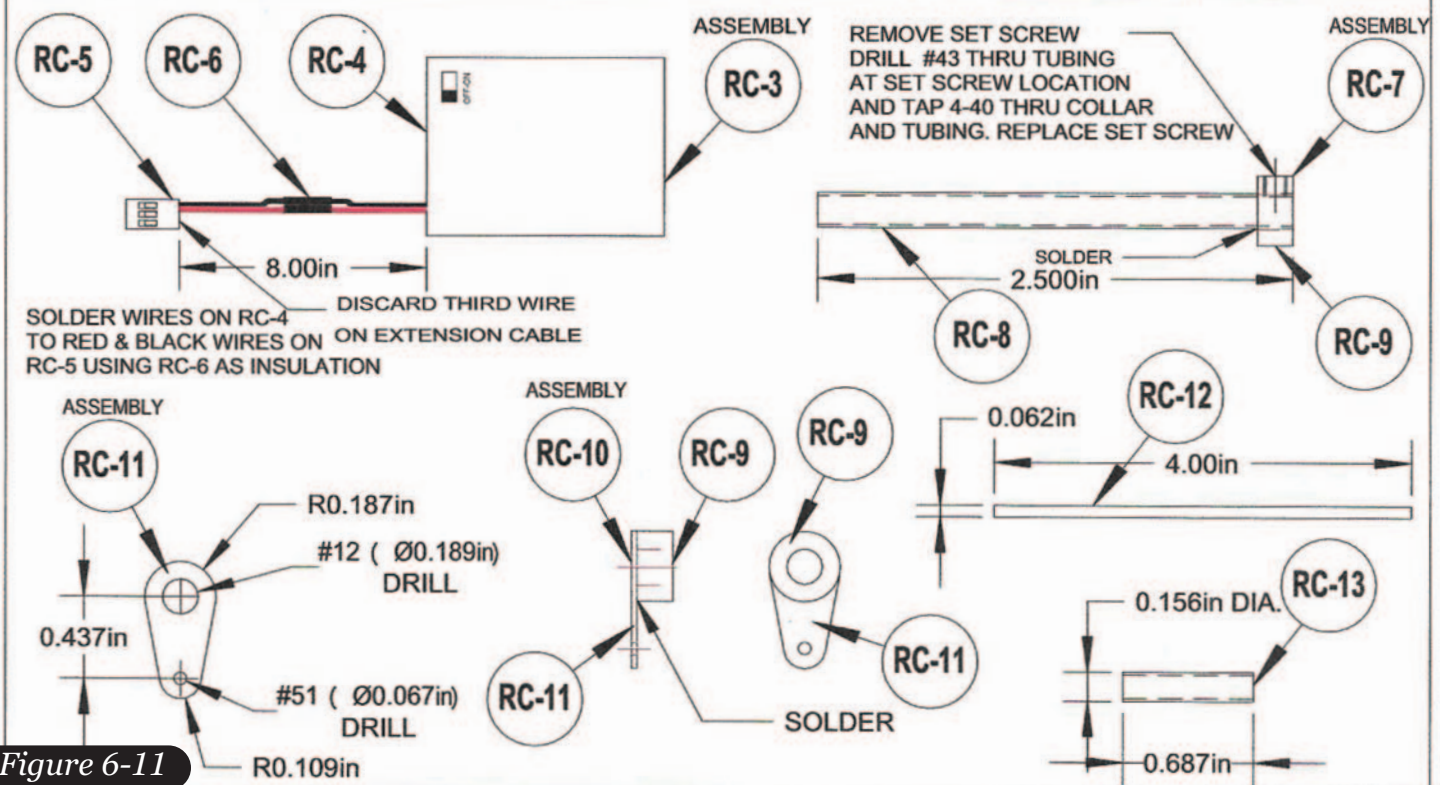 RC-5
RC-6
RC-4
OFF-ON
ASSEMBLY
RC-3
8.00in
DISCARD THIRD WIRE
ON EXTENSION CABLE
SOLDER WIRES ON RC-4
TO RED & BLACK WIRES ON
RC-5 USING RC-6 AS INSULATION
REMOVE SET SCREW
DRILL #43 THRU TUBING
AT SET SCREW LOCATION
AND TAP 4-40 THRU COLLAR
AND TUBING. REPLACE SET SCREW
ASSEMBLY
RC-7
SOLDER
2.500in
RC-8
RC-9
ASSEMBLY
RC-11
R0.187in
#12 ( Ø0.189in)
DRILL
0.437in
#51 ( Ø0.067in)
DRILL
R0.109in
ASSEMBLY
RC-10
RC-9
RC-9
RC-11
RC-11
SOLDER
RC-12
0.062in
4.00in
RC-13
0.156in DIA.
0.687in
Figure 6-11